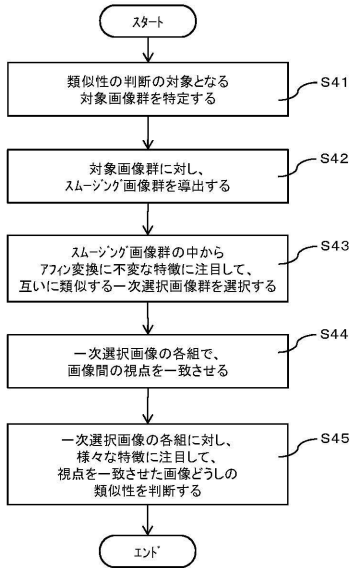 スタート
類似性の判断の対象となる
対象画像群を特定する
S41
対象画像群に対し、
スムージング画像群を導出する
S42
スムージング画像群の中から
アフィン変換に不変な特徴に注目して、
互いに類似する一次選択画像群を選択する
S43
一次選択画像の各組で、
画像間の視点を一致させる
S44
一次選択画像の各組に対し、
様々な特徴に注目して、
視点を一致させた画像どうしの
類似性を判断する
S45
エンド